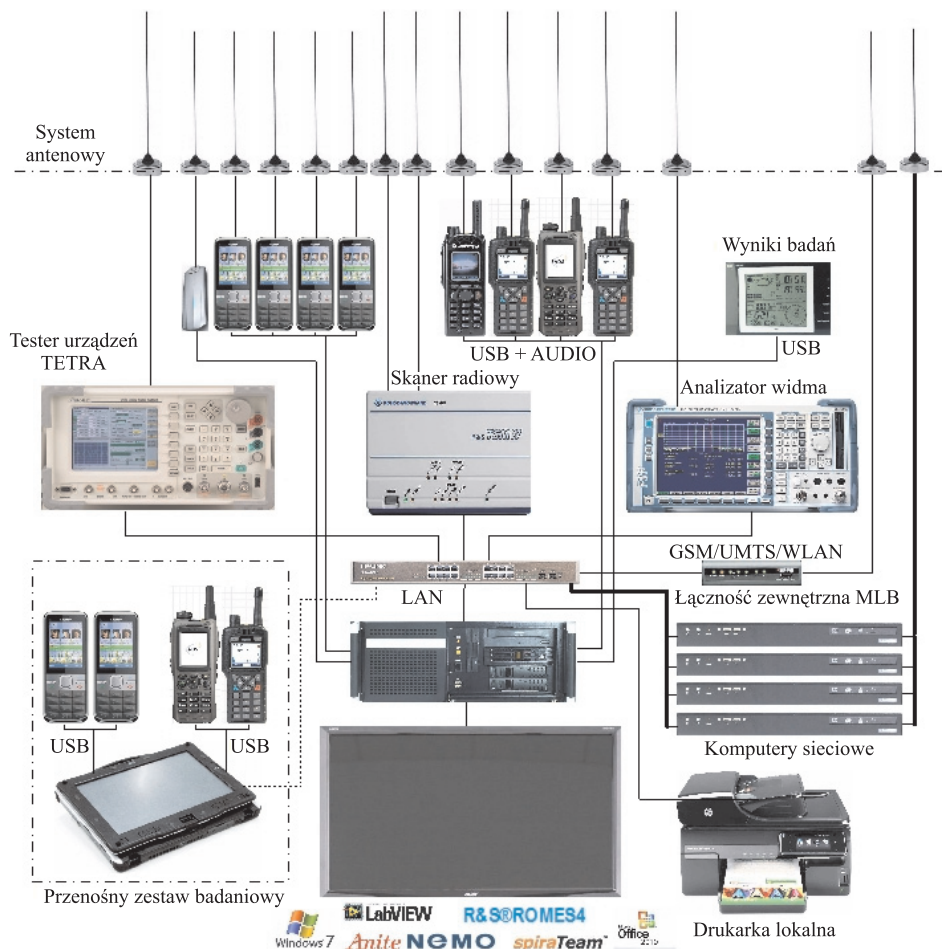 System
antenowy
Wyniki badań
USB
Tester urządzeń
TETRA
USB + AUDIO
Skaner radiowy
Analizator widma
GSM/UMTS/WLAN
LAN
Łączność zewnętrzna MLB
USB
USB
Komputery sieciowe
Przenośny zestaw badaniowy
Drukarka lokalna
Windows 7
LabVIEW
R&S®ROMES4
Office
Anite NEMO
spiraTeam